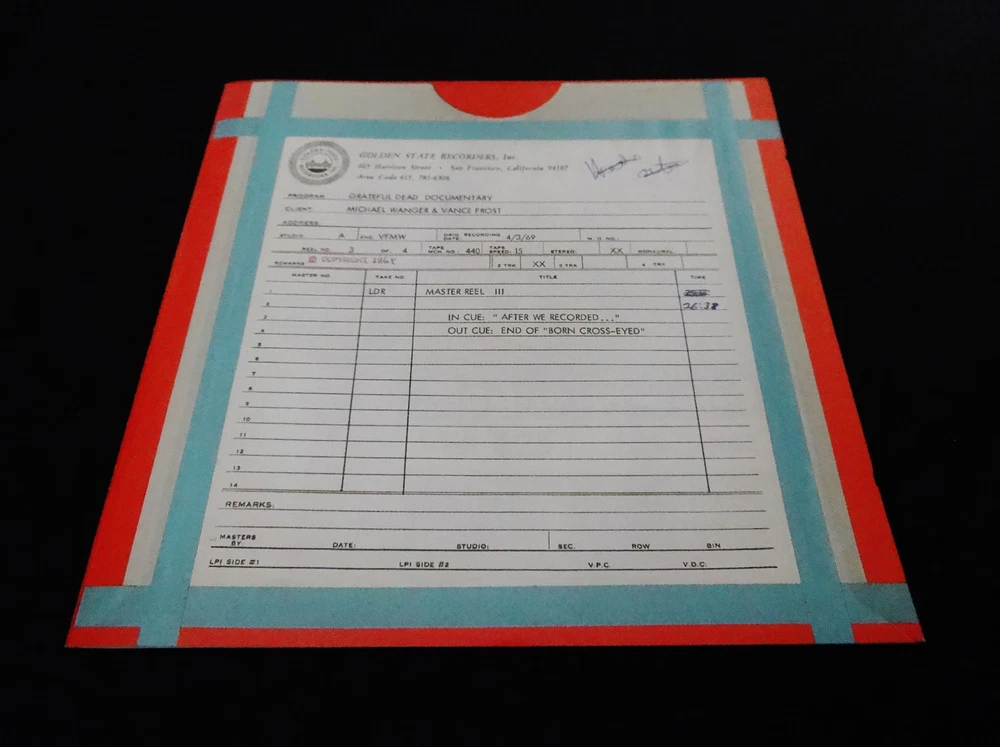 GOLDEN STATE RECORDERS, Inc.
665 Harrison Street • San Francisco, California 94107
Area Code 415, 781-6306
PROGRAM: GRATEFUL DEAD DOCUMENTARY
CLIENT: MICHAEL WANGER & VANCE FROST
ADDRESS:
STUDIO: A ENG. VFMW ORIG. RECORDING DATE: 4/3/69 W. O. NO.:
REEL NO. 3 OF 4 TAPE MCH. NO.: 440 TAPE SPEED: 15 STEREO: XX MONAURAL:
REMARKS © COPYRIGHT 1968 2 TRK XX 3 TRK 4 TRK
MASTER NO. TAKE NO. TITLE TIME
1 LDR MASTER REEL III
2 26:38
3 IN CUE: " AFTER WE RECORDED..."
4 OUT CUE: END OF "BORN CROSS-EYED"
5
6
7
8
9
10
11
12
13
14
REMARKS:
MASTERS BY DATE: STUDIO: SEC. ROW BIN
LPI SIDE #1 LPI SIDE #2 V.P.C. V.D.C.